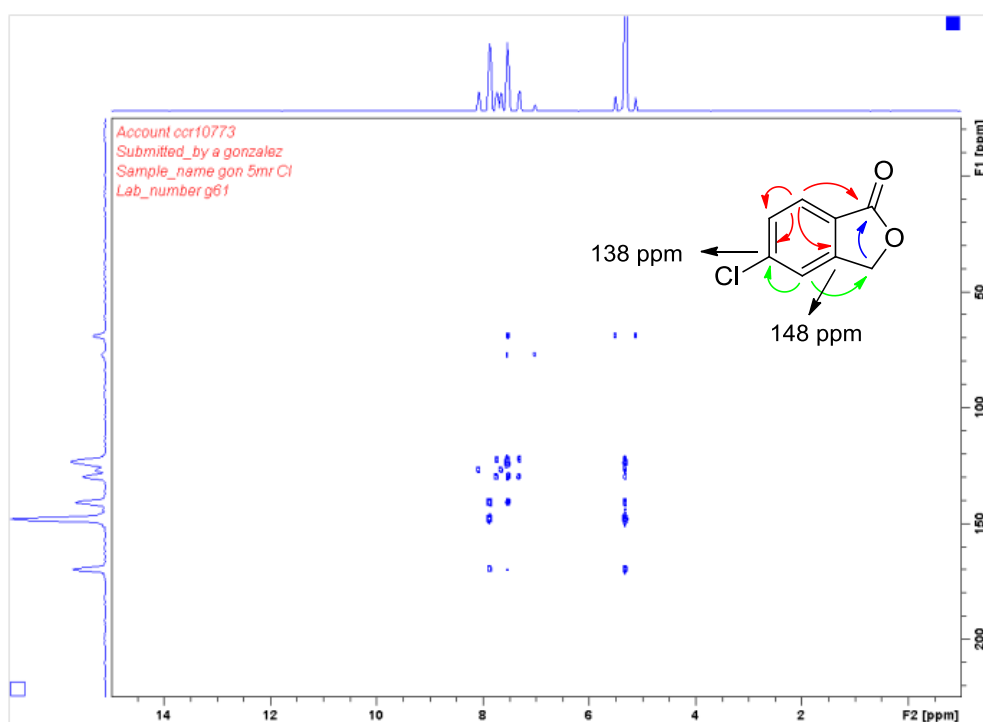 Account ccr10773
Submitted_by a gonzalez
Sample_name gon 5mr Cl
Lab_number g61
F1 [ppm]
O
O
138 ppm
Cl
148 ppm
50
100
150
200
14
12
10
8
6
4
2
F2 [ppm]